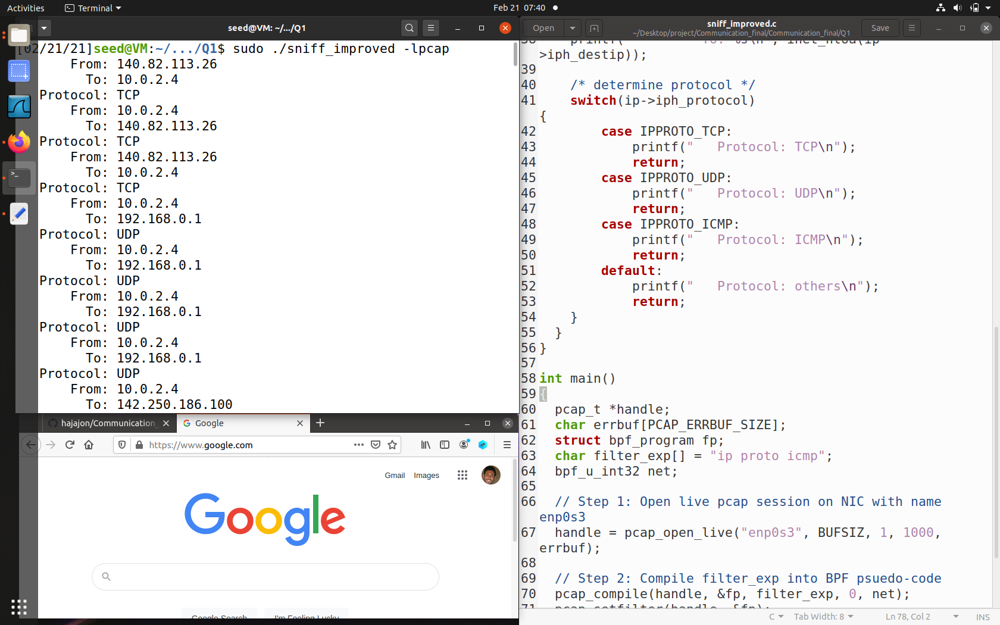 Activities
Terminal
Feb 21 07:40
seed@VM: ~/.../Q1
[02/21/21]seed@VM:~/.../Q1$ sudo ./sniff_improved -lpcap
From: 140.82.113.26
To: 10.0.2.4
Protocol: TCP
From: 10.0.2.4
To: 140.82.113.26
Protocol: TCP
From: 140.82.113.26
To: 10.0.2.4
Protocol: TCP
From: 10.0.2.4
To: 192.168.0.1
Protocol: UDP
From: 10.0.2.4
To: 192.168.0.1
Protocol: UDP
From: 10.0.2.4
To: 192.168.0.1
Protocol: UDP
From: 10.0.2.4
To: 192.168.0.1
Protocol: UDP
From: 10.0.2.4
To: 142.250.186.100
hajajon/Communication_
Google
https://www.google.com
Gmail
Images
Google
Google Search
I'm Feeling Lucky
Open
sniff_improved.c
~/Desktop/project/Communication_final/Communication_final/Q1
Save
38 printf(" To: %s\n", inet_ntoa(ip
>iph_destip));
39
40 /* determine protocol */
41 switch(ip->iph_protocol)
{
42 case IPPROTO_TCP:
43 printf("   Protocol: TCP\n");
44 return;
45 case IPPROTO_UDP:
46 printf("   Protocol: UDP\n");
47 return;
48 case IPPROTO_ICMP:
49 printf("   Protocol: ICMP\n");
50 return;
51 default:
52 printf("   Protocol: others\n");
53 return;
54 }
55 }
56 }
57
58 int main()
59 {
60 pcap_t *handle;
61 char errbuf[PCAP_ERRBUF_SIZE];
62 struct bpf_program fp;
63 char filter_exp[] = "ip proto icmp";
64 bpf_u_int32 net;
65
66 // Step 1: Open live pcap session on NIC with name
enp0s3
67 handle = pcap_open_live("enp0s3", BUFSIZ, 1, 1000,
errbuf);
68
69 // Step 2: Compile filter_exp into BPF psuedo-code
70 pcap_compile(handle, &fp, filter_exp, 0, net);
71 pcap_setfilter(handle, &fp);
C
Tab Width: 8
Ln 78, Col 2
INS